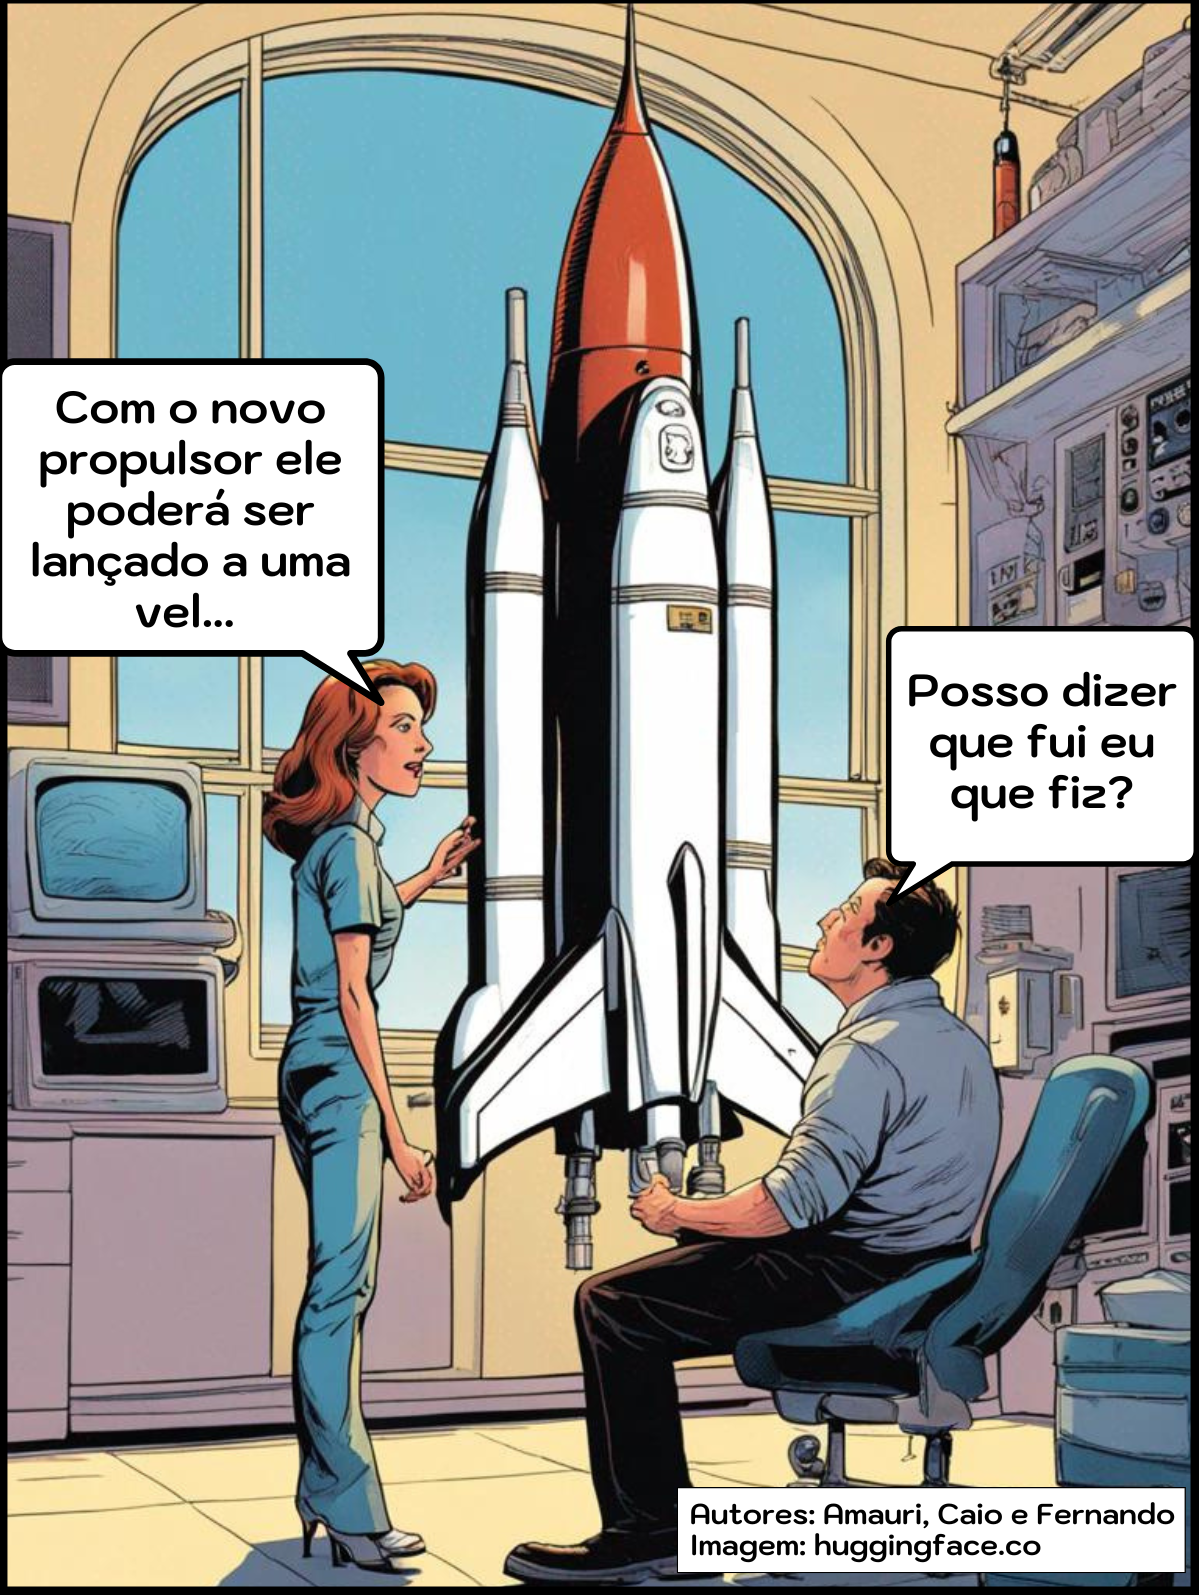 Com o novo
propulsor ele
poderá ser
lançado a uma
vel...
Posso dizer
que fui eu
que fiz?
Autores: Amauri, Caio e Fernando
Imagem: huggingface.co